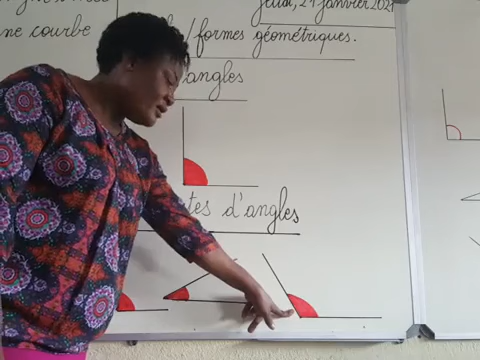 jeudi, 21 janvier 202
ne courbe
/formes géométriques.
angles
tes d'angles